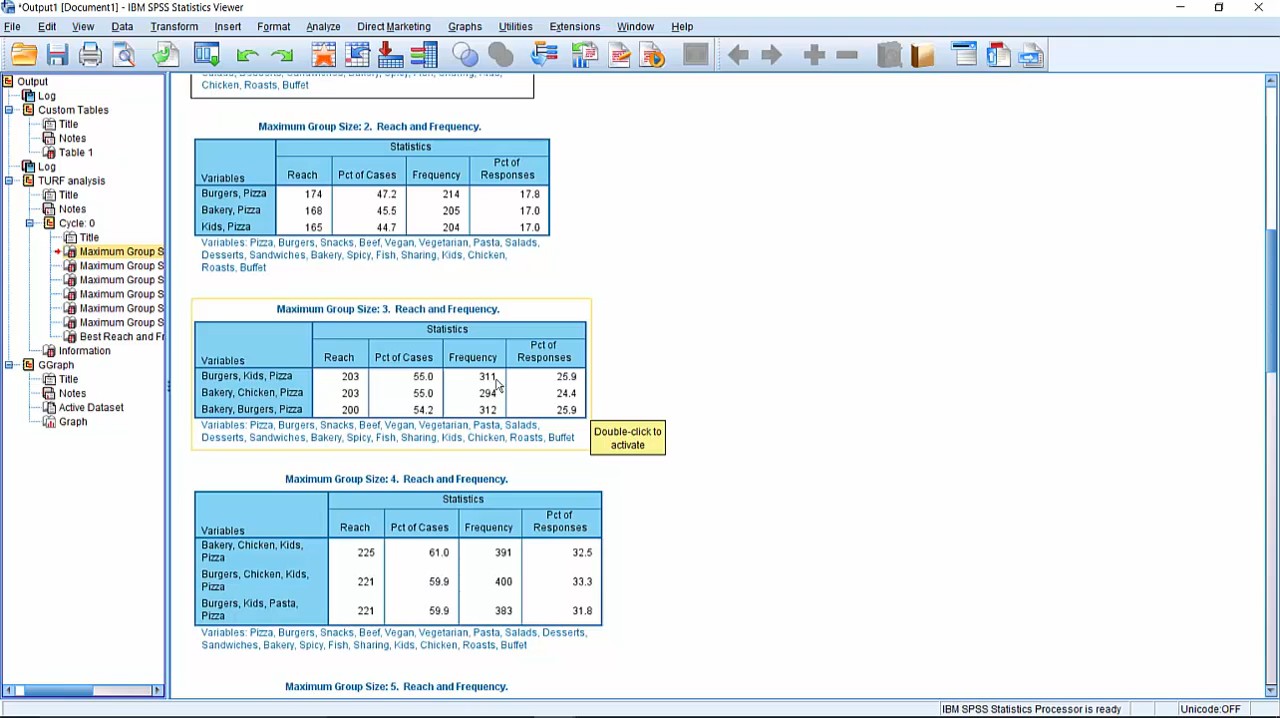 *Output1 [Document1] - IBM SPSS Statistics Viewer
File Edit View Data Transform Insert Format Analyze Direct Marketing Graphs Utilities Extensions Window Help
Output
Log
Custom Tables
Title
Notes
Table 1
Log
TURF analysis
Title
Notes
Cycle: 0
Title
Maximum Group S
Maximum Group S
Maximum Group S
Maximum Group S
Maximum Group S
Maximum Group S
Best Reach and Fr
Information
GGraph
Title
Notes
Active Dataset
Graph
Chicken, Roasts, Buffet
Maximum Group Size: 2. Reach and Frequency.
Statistics
Variables Reach Pct of Cases Frequency Pct of Responses
Burgers, Pizza 174 47.2 214 17.8
Bakery, Pizza 168 45.5 205 17.0
Kids, Pizza 165 44.7 204 17.0
Variables: Pizza, Burgers, Snacks, Beef, Vegan, Vegetarian, Pasta, Salads,
Desserts, Sandwiches, Bakery, Spicy, Fish, Sharing, Kids, Chicken,
Roasts, Buffet
Maximum Group Size: 3. Reach and Frequency.
Statistics
Variables Reach Pct of Cases Frequency Pct of Responses
Burgers, Kids, Pizza 203 55.0 311 25.9
Bakery, Chicken, Pizza 203 55.0 294 24.4
Bakery, Burgers, Pizza 200 54.2 312 25.9
Variables: Pizza, Burgers, Snacks, Beef, Vegan, Vegetarian, Pasta, Salads,
Desserts, Sandwiches, Bakery, Spicy, Fish, Sharing, Kids, Chicken, Roasts, Buffet
Double-click to
activate
Maximum Group Size: 4. Reach and Frequency.
Statistics
Variables Reach Pct of Cases Frequency Pct of Responses
Bakery, Chicken, Kids, Pizza 225 61.0 391 32.5
Burgers, Chicken, Kids, Pizza 221 59.9 400 33.3
Burgers, Kids, Pasta, Pizza 221 59.9 383 31.8
Variables: Pizza, Burgers, Snacks, Beef, Vegan, Vegetarian, Pasta, Salads, Desserts,
Sandwiches, Bakery, Spicy, Fish, Sharing, Kids, Chicken, Roasts, Buffet
Maximum Group Size: 5. Reach and Frequency.
IBM SPSS Statistics Processor is ready Unicode:OFF